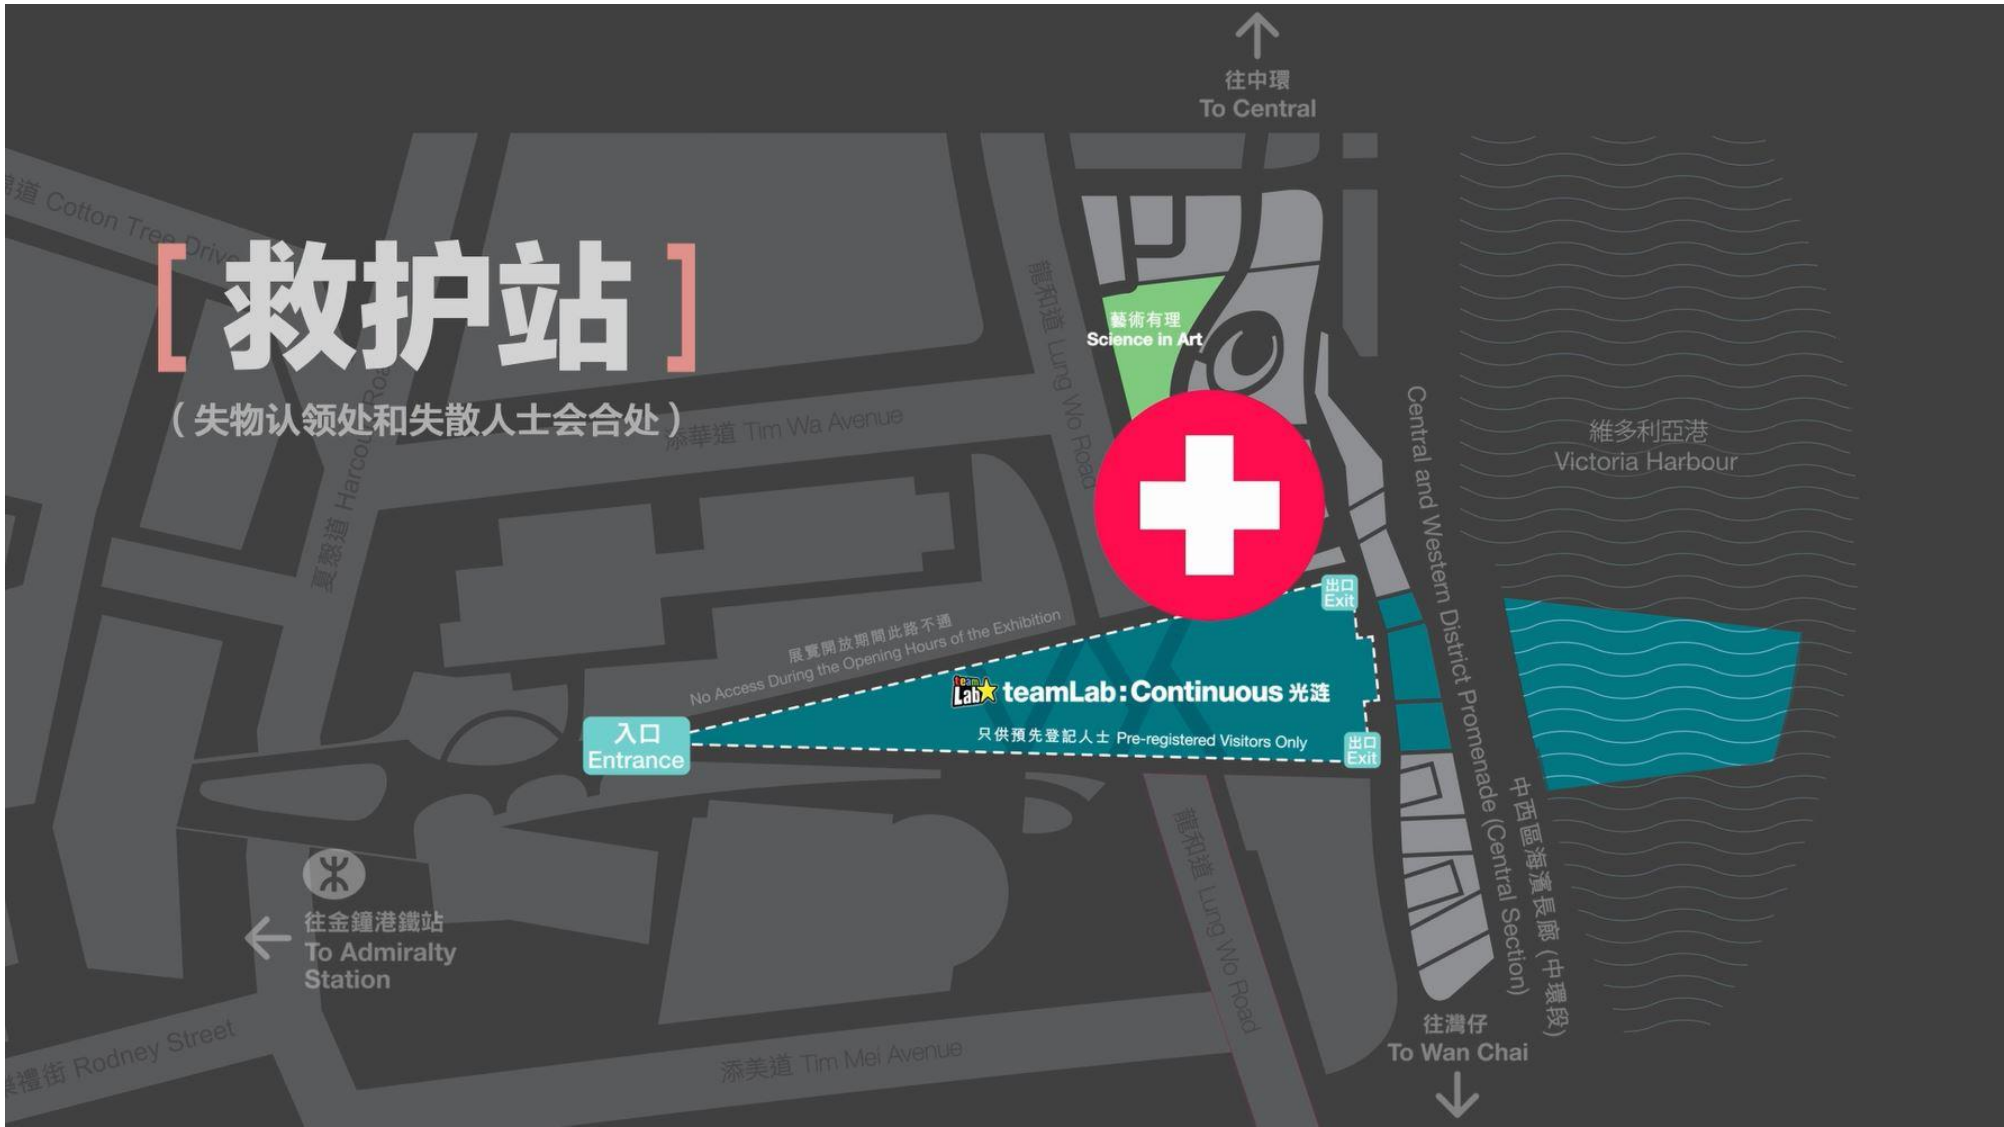 往中環
To Central
道 Cotton Tree Drive
[ 救护站 ]
（失物认领处和失散人士会合处）
夏慤道 Harcourt Road
添華道 Tim Wa Avenue
龍和道 Lung Wo Road
藝術有理
Science in Art
維多利亞港
Victoria Harbour
Central and Western District Promenade (Central Section)
中西區海濱長廊 (中環段)
出口
Exit
展覽開放期間此路不通
No Access During the Opening Hours of the Exhibition
team Lab teamLab:Continuous 光漣
只供預先登記人士 Pre-registered Visitors Only
入口
Entrance
出口
Exit
龍和道 Lung Wo Road
往金鐘港鐵站
To Admiralty
Station
禮街 Rodney Street
添美道 Tim Mei Avenue
往灣仔
To Wan Chai